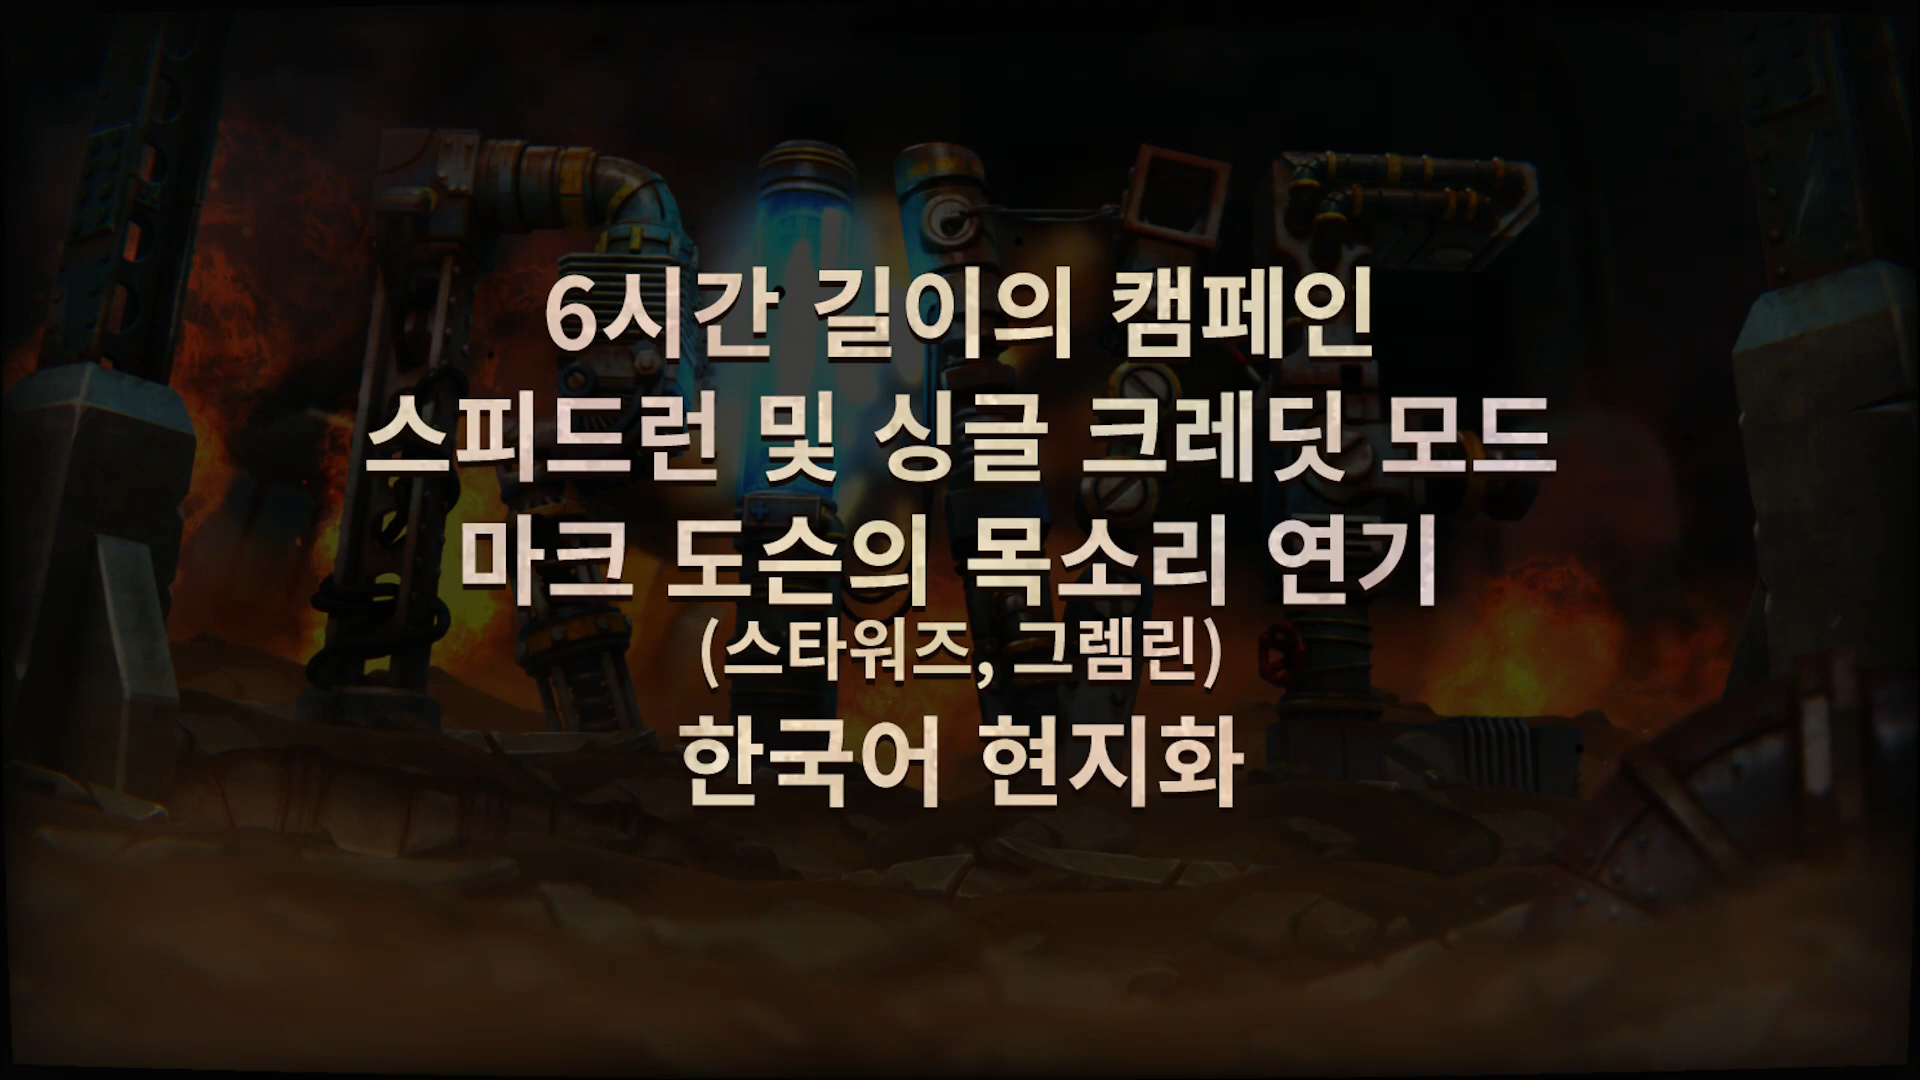 6시간 길이의 캠페인
스피드런 및 싱글 크레딧 모드
마크 도슨의 목소리 연기
(스타워즈, 그렘린)
한국어 현지화